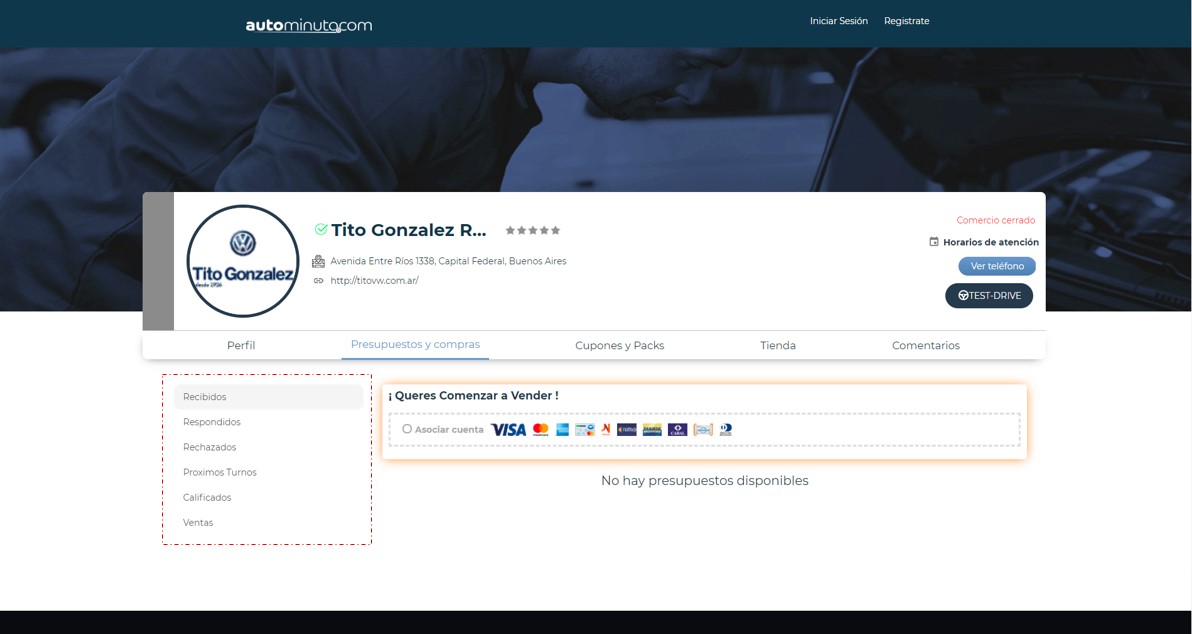 autominuto.com
Iniciar Sesión
Registrate
Tito Gonzalez
desde 1926
Tito Gonzalez R...
Avenida Entre Ríos 1338, Capital Federal, Buenos Aires
http://titovw.com.ar/
Comercio cerrado
Horarios de atención
Ver teléfono
TEST-DRIVE
Perfil
Presupuestos y compras
Cupones y Packs
Tienda
Comentarios
Recibidos
Respondidos
Rechazados
Proximos Turnos
Calificados
Ventas
¡ Queres Comenzar a Vender !
Asociar cuenta VISA
No hay presupuestos disponibles